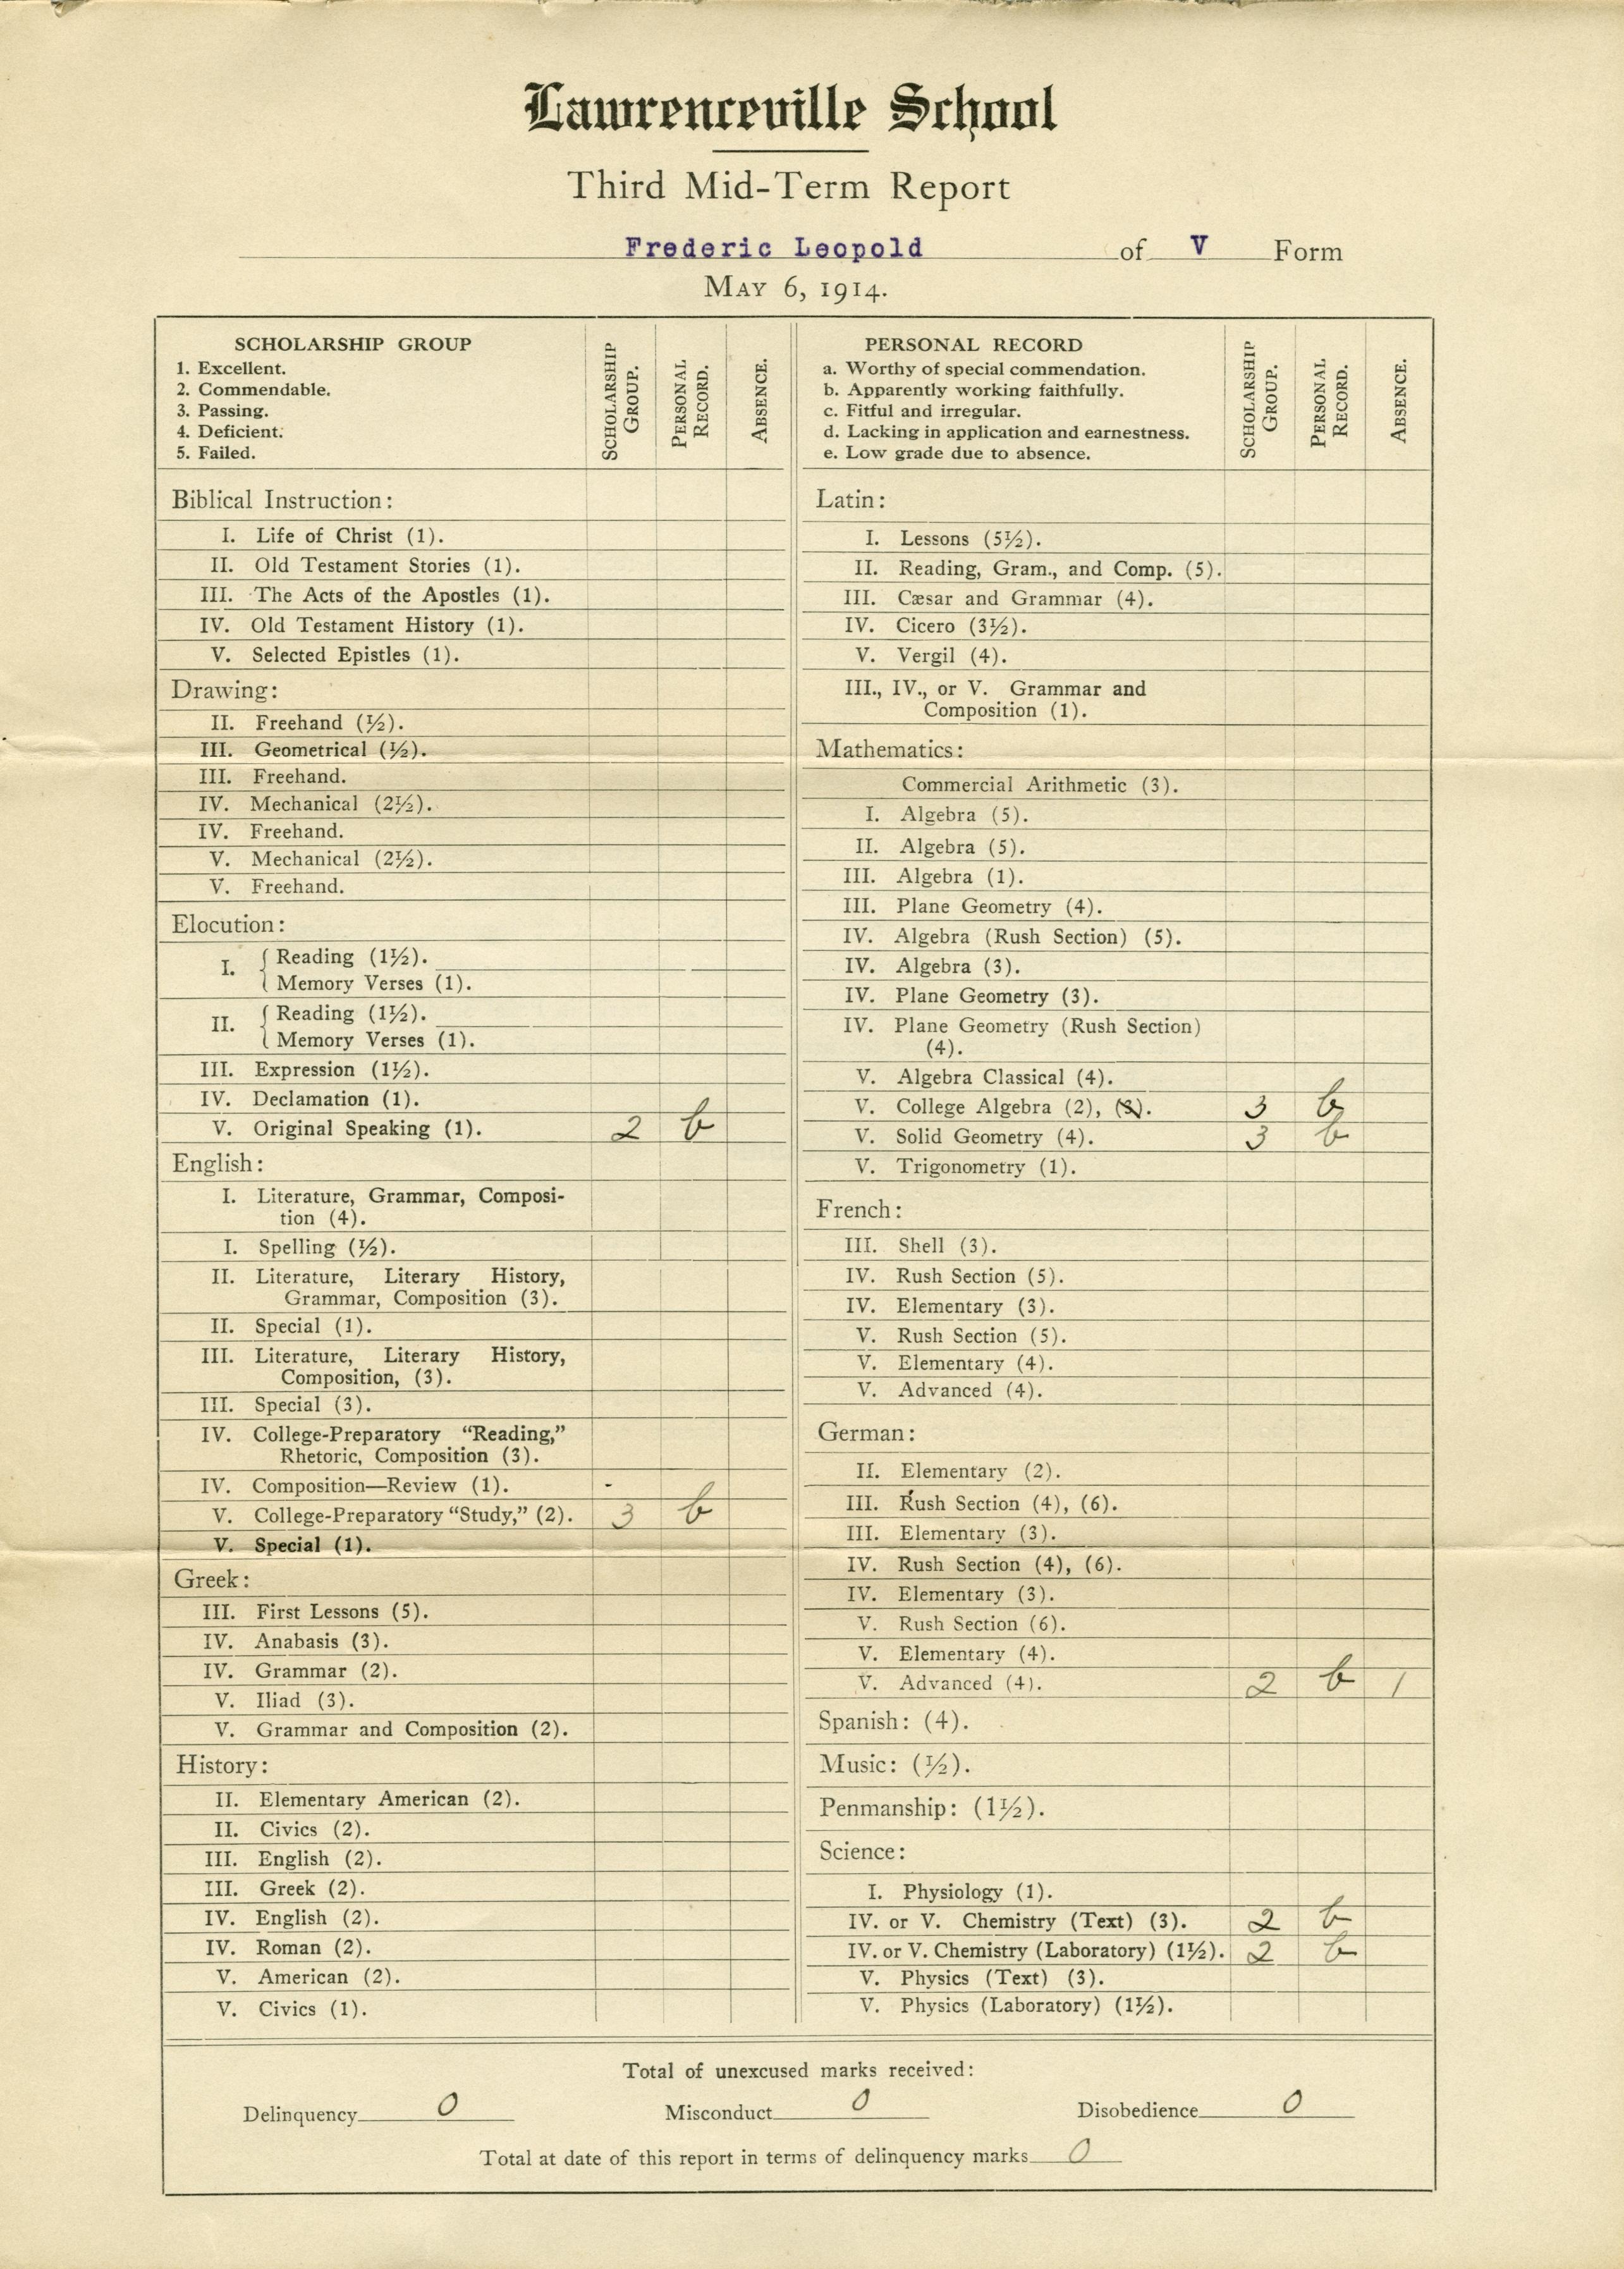 Lawrenceville School
Third Mid-Term Report
Frederic Leopold of V Form
MAY 6, 1914.
SCHOLARSHIP GROUP
1. Excellent.
2. Commendable.
3. Passing.
4. Deficient.
5. Failed.
SCHOLARSHIP GROUP.
PERSONAL RECORD.
ABSENCE.
Biblical Instruction:
I. Life of Christ (1).
II. Old Testament Stories (1).
III. The Acts of the Apostles (1).
IV. Old Testament History (1).
V. Selected Epistles (1).
Drawing:
II. Freehand (½).
III. Geometrical (½).
III. Freehand.
IV. Mechanical (2½).
IV. Freehand.
V. Mechanical (2½).
V. Freehand.
Elocution:
I. { Reading (1½).
Memory Verses (1).
II. { Reading (1½).
Memory Verses (1).
III. Expression (1½).
IV. Declamation (1).
V. Original Speaking (1). 2 b
English:
I. Literature, Grammar, Composi-
tion (4).
I. Spelling (½).
II. Literature, Literary History,
Grammar, Composition (3).
II. Special (1).
III. Literature, Literary History,
Composition, (3).
III. Special (3).
IV. College-Preparatory “Reading,”
Rhetoric, Composition (3).
IV. Composition—Review (1). -
V. College-Preparatory “Study,” (2). 3 b
V. Special (1).
Greek:
III. First Lessons (5).
IV. Anabasis (3).
IV. Grammar (2).
V. Iliad (3).
V. Grammar and Composition (2).
History:
II. Elementary American (2).
II. Civics (2).
III. English (2).
III. Greek (2).
IV. English (2).
IV. Roman (2).
V. American (2).
V. Civics (1).
PERSONAL RECORD
a. Worthy of special commendation.
b. Apparently working faithfully.
c. Fitful and irregular.
d. Lacking in application and earnestness.
e. Low grade due to absence.
SCHOLARSHIP GROUP.
PERSONAL RECORD.
ABSENCE.
Latin:
I. Lessons (5½).
II. Reading, Gram., and Comp. (5).
III. Cæsar and Grammar (4).
IV. Cicero (3½).
V. Vergil (4).
III., IV., or V. Grammar and
Composition (1).
Mathematics:
Commercial Arithmetic (3).
I. Algebra (5).
II. Algebra (5).
III. Algebra (1).
III. Plane Geometry (4).
IV. Algebra (Rush Section) (5).
IV. Algebra (3).
IV. Plane Geometry (3).
IV. Plane Geometry (Rush Section)
(4).
V. Algebra Classical (4).
V. College Algebra (2), (3). 3 b
V. Solid Geometry (4). 3 b
V. Trigonometry (1).
French:
III. Shell (3).
IV. Rush Section (5).
IV. Elementary (3).
V. Rush Section (5).
V. Elementary (4).
V. Advanced (4).
German:
II. Elementary (2).
III. Rush Section (4), (6).
III. Elementary (3).
IV. Rush Section (4), (6).
IV. Elementary (3).
V. Rush Section (6).
V. Elementary (4).
V. Advanced (4). 2 b 1
Spanish: (4).
Music: (½).
Penmanship: (1½).
Science:
I. Physiology (1).
IV. or V. Chemistry (Text) (3). 2 b
IV. or V. Chemistry (Laboratory) (1½). 2 b
V. Physics (Text) (3).
V. Physics (Laboratory) (1½).
Total of unexcused marks received:
Delinquency 0 Misconduct 0 Disobedience 0
Total at date of this report in terms of delinquency marks 0